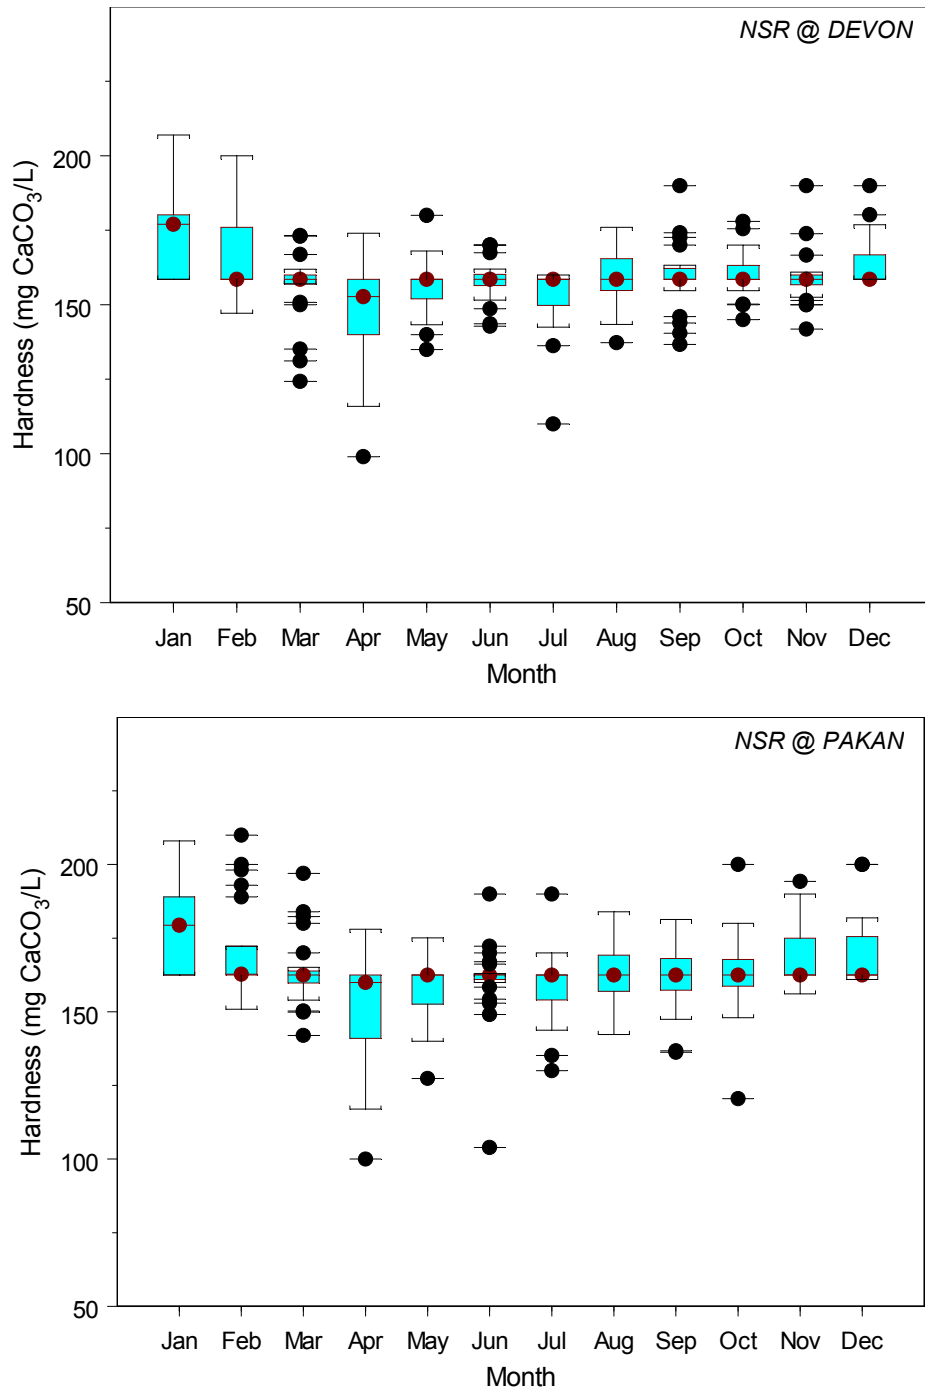 NSR @ DEVON
Hardness (mg CaCO₃/L)
200
150
100
50
Jan Feb Mar Apr May Jun Jul Aug Sep Oct Nov Dec
Month
NSR @ PAKAN
Hardness (mg CaCO₃/L)
200
150
100
50
Jan Feb Mar Apr May Jun Jul Aug Sep Oct Nov Dec
Month